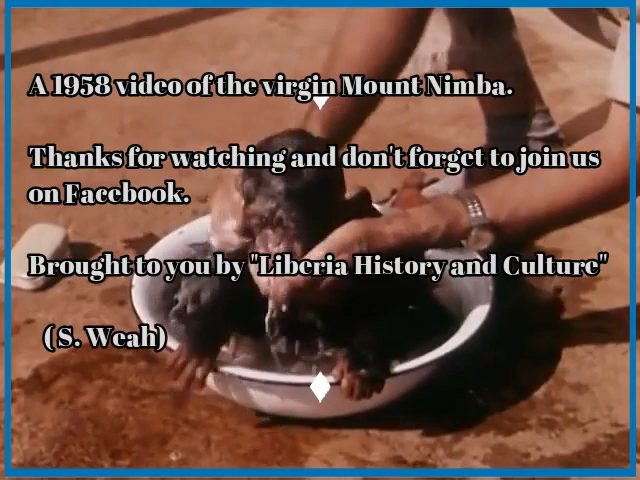 A 1958 video of the virgin Mount Nimba.
Thanks for watching and don't forget to join us
on Facebook.
Brought to you by "Liberia History and Culture"
( S. Weah)